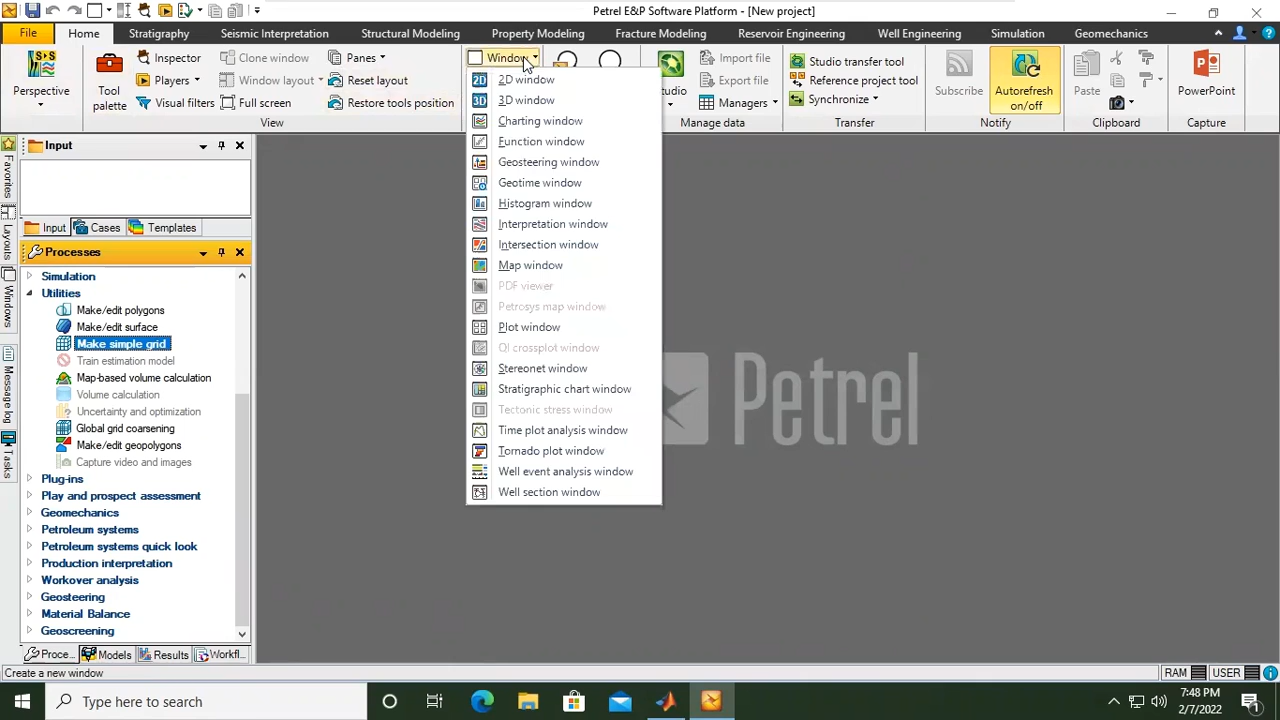 Petrel E&P Software Platform - [New project]
File
Home
Stratigraphy
Seismic Interpretation
Structural Modeling
Property Modeling
Fracture Modeling
Reservoir Engineering
Well Engineering
Simulation
Geomechanics
Perspective
Tool palette
Inspector
Players
Visual filters
Clone window
Window layout
Full screen
Panes
Reset layout
Restore tools position
View
Window
Import file
Export file
Managers
Manage data
Studio transfer tool
Reference project tool
Synchronize
Transfer
Subscribe
Autorefresh on/off
Notify
Paste
Clipboard
PowerPoint
Capture
2D
2D window
3D
3D window
Charting window
Function window
Geosteering window
Geotime window
Histogram window
Interpretation window
Intersection window
Map window
PDF viewer
Petrosys map window
Plot window
QI crossplot window
Stereonet window
Stratigraphic chart window
Tectonic stress window
Time plot analysis window
Tornado plot window
Well event analysis window
Well section window
Favorites
Layouts
Windows
Message log
Tasks
Input
Input
Cases
Templates
Processes
Simulation
Utilities
Make/edit polygons
Make/edit surface
Make simple grid
Train estimation model
Map-based volume calculation
Volume calculation
Uncertainty and optimization
Global grid coarsening
Make/edit geopolygons
Capture video and images
Plug-ins
Play and prospect assessment
Geomechanics
Petroleum systems
Petroleum systems quick look
Production interpretation
Workover analysis
Geosteering
Material Balance
Geoscreening
Proce...
Models
Results
Workfl...
Petrel
Create a new window
RAM
USER
Type here to search
7:48 PM
2/7/2022